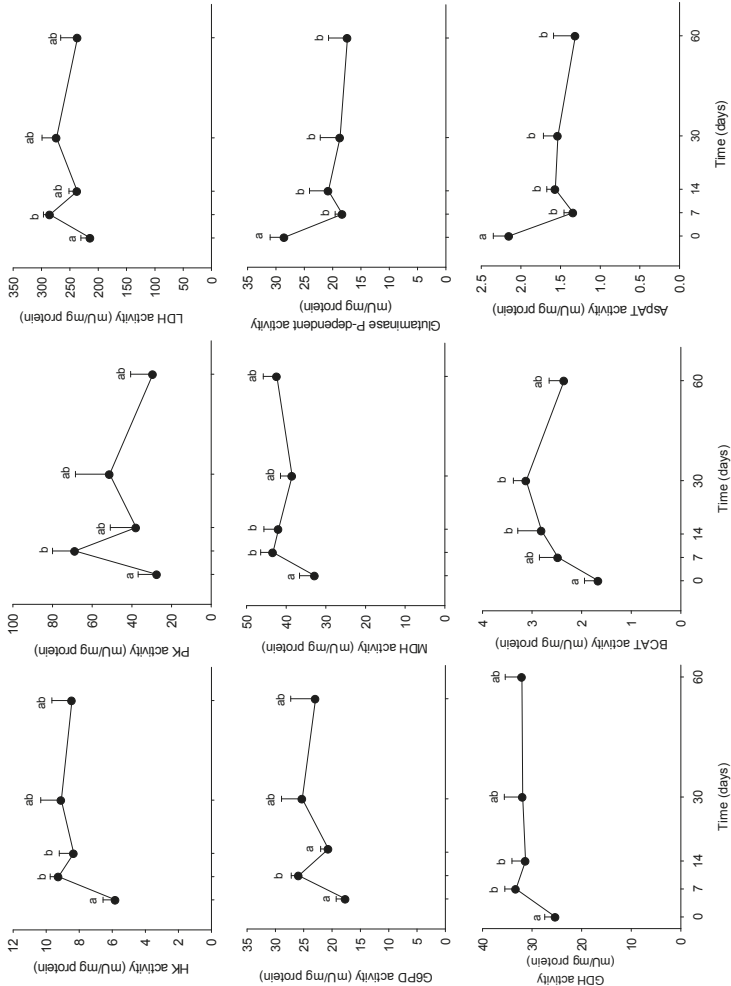 HK activity (mU/mg protein)
12
10
8
6
4
2
0
a
b
b
ab
ab
PK activity (mU/mg protein)
100
80
60
40
20
0
a
b
ab
ab
ab
LDH activity (mU/mg protein)
350
300
250
200
150
100
50
0
a
b
ab
ab
ab
G6PD activity (mU/mg protein)
40
30
20
10
0
a
b
a
ab
ab
MDH activity (mU/mg protein)
50
40
30
20
10
0
a
b
b
ab
ab
Glutaminase P-dependent activity
(mU/mg protein)
35
30
25
20
15
10
5
0
a
b
b
b
b
GDH activity
(mU/mg protein)
40
30
20
10
0
a
b
b
ab
ab
0 7 14 30 60
Time (days)
BCAT activity (mU/mg protein)
4
3
2
1
0
a
ab
b
b
ab
0 7 14 30 60
Time (days)
AspAT activity (mU/mg protein)
2.5
2.0
1.5
1.0
0.5
0.0
a
b
b
b
b
0 7 14 30 60
Time (days)